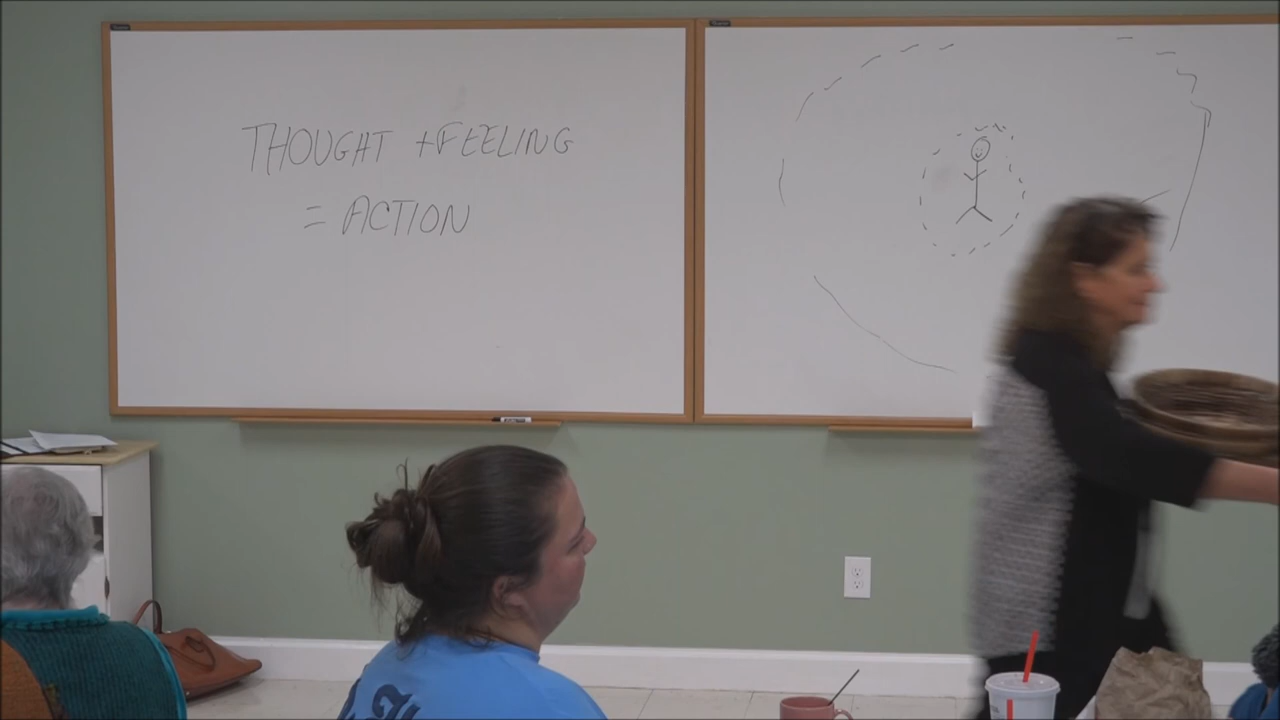 THOUGHT +FEELING
= ACTION